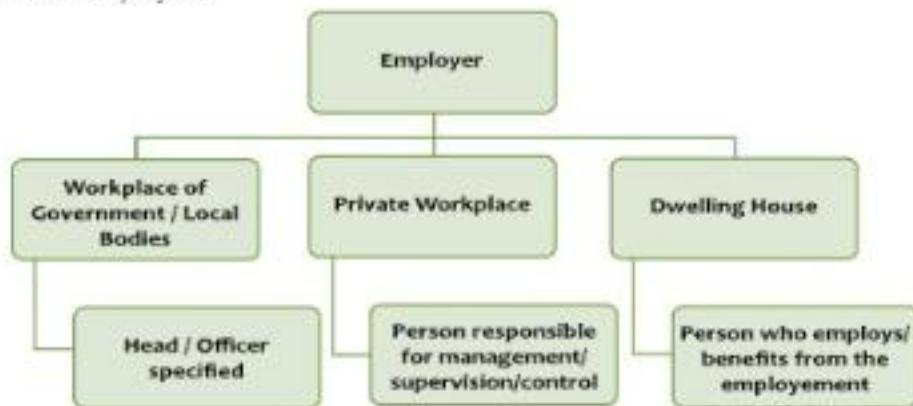 Employer
Workplace of
Government / Local
Bodies
Private Workplace
Dwelling House
Head / Officer
specified
Person responsible
for management/
supervision/control
Person who employs/
benefits from the
employement